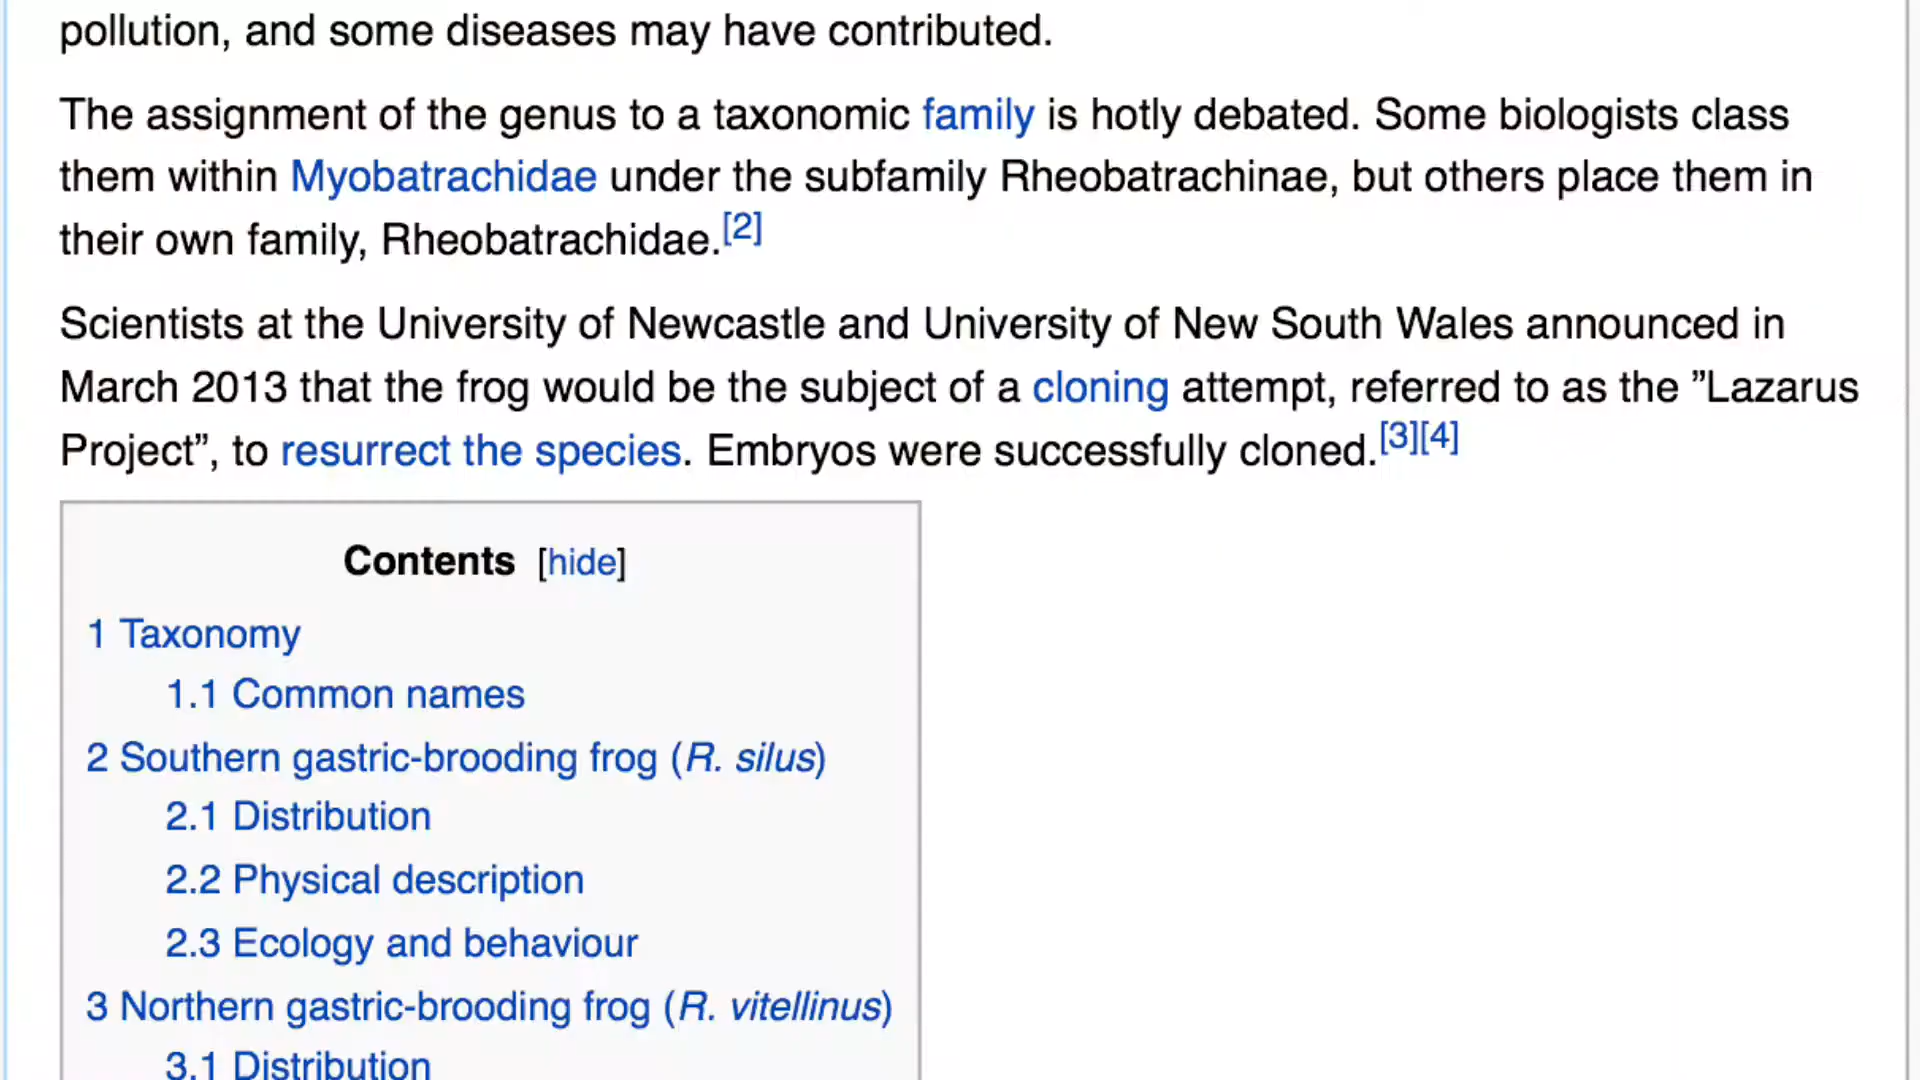 pollution, and some diseases may have contributed.
The assignment of the genus to a taxonomic family is hotly debated. Some biologists class
them within Myobatrachidae under the subfamily Rheobatrachinae, but others place them in
their own family, Rheobatrachidae.[2]
Scientists at the University of Newcastle and University of New South Wales announced in
March 2013 that the frog would be the subject of a cloning attempt, referred to as the ”Lazarus
Project”, to resurrect the species. Embryos were successfully cloned.[3][4]
Contents [hide]
1 Taxonomy
1.1 Common names
2 Southern gastric-brooding frog (R. silus)
2.1 Distribution
2.2 Physical description
2.3 Ecology and behaviour
3 Northern gastric-brooding frog (R. vitellinus)
3.1 Distribution